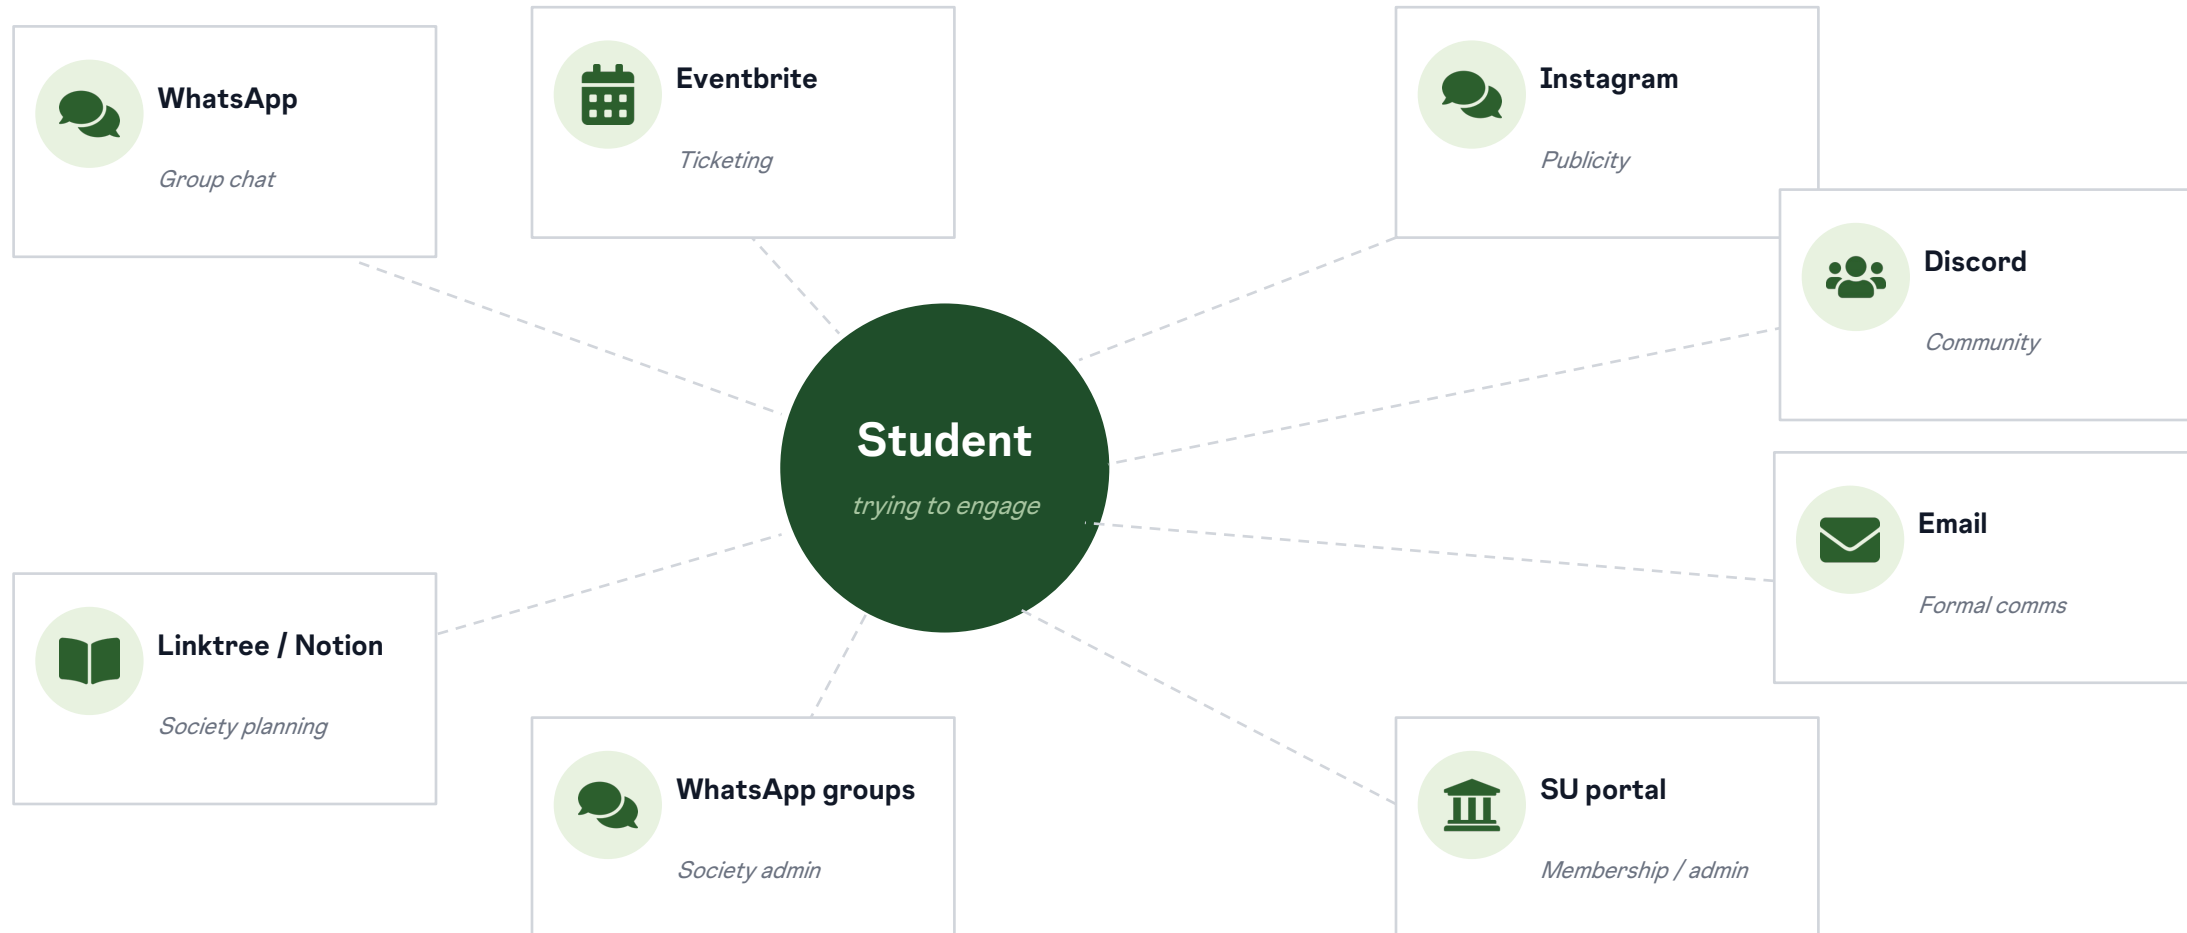 WhatsApp
Group chat
Eventbrite
Ticketing
Instagram
Publicity
Discord
Community
Student
trying to engage
Email
Formal comms
Linktree / Notion
Society planning
WhatsApp groups
Society admin
SU portal
Membership / admin